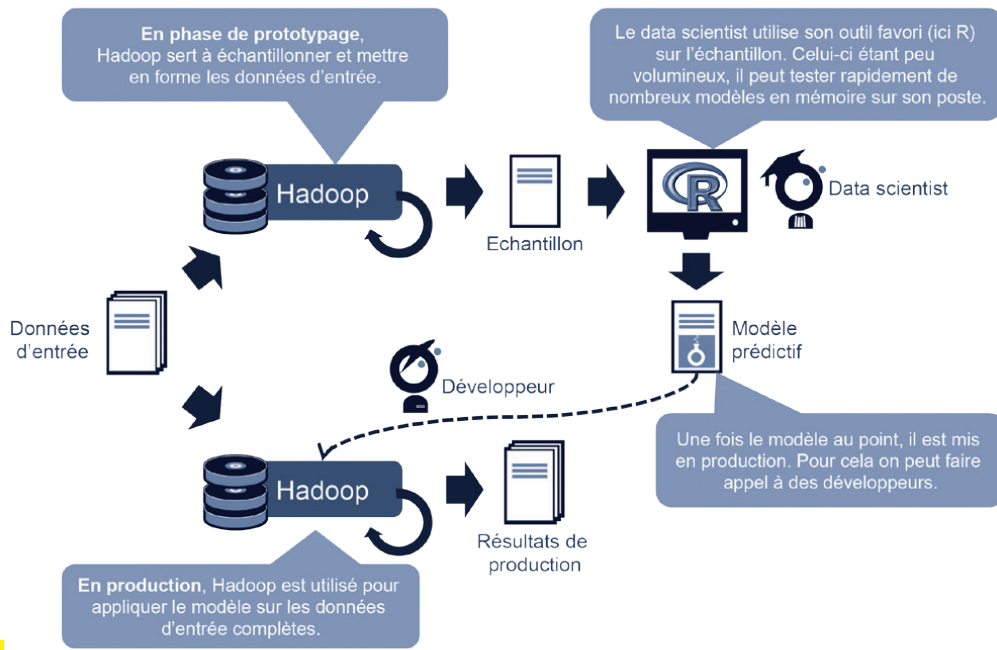 En phase de prototypage,
Hadoop sert à échantillonner et mettre
en forme les données d'entrée.
Le data scientist utilise son outil favori (ici R)
sur l'échantillon. Celui-ci étant peu
volumineux, il peut tester rapidement de
nombreux modèles en mémoire sur son poste.
Hadoop
Echantillon
R
Data scientist
Données
d'entrée
Modèle
prédictif
Développeur
Une fois le modèle au point, il est mis
en production. Pour cela on peut faire
appel à des développeurs.
Hadoop
Résultats de
production
En production, Hadoop est utilisé pour
appliquer le modèle sur les données
d'entrée complètes.